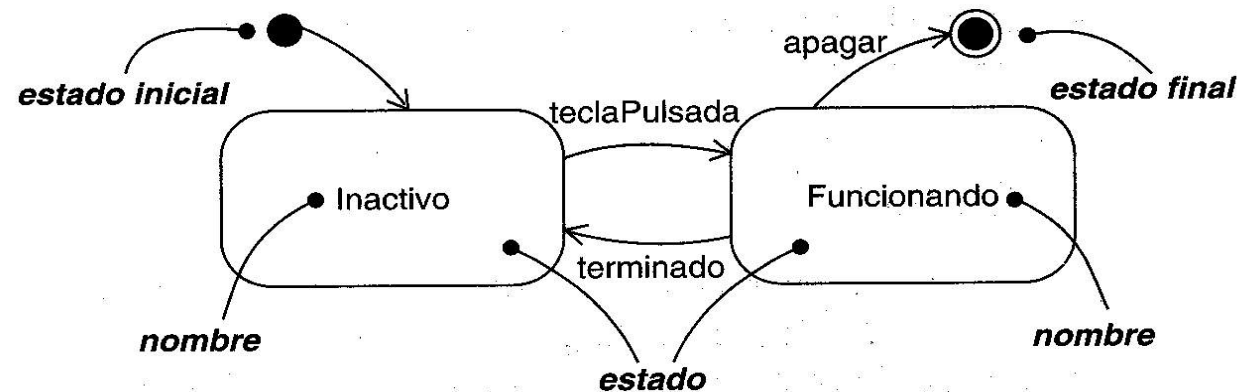 apagar
estado inicial
estado final
teclaPulsada
Inactivo
Funcionando
terminado
nombre
nombre
estado